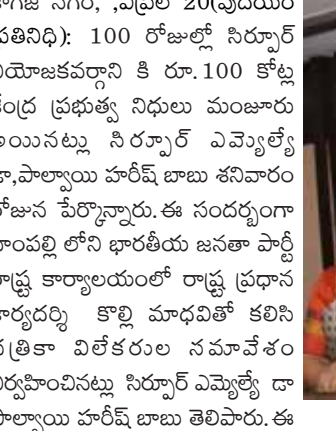 కాగజ్ నగర్, ,ఏప్రిల్ 20(ఉదయం
ప్రతినిధి): 100 రోజుల్లో సిర్పూర్
నియోజకవర్గాని కి రూ.100 కోట్ల
కేంద్ర ప్రభుత్వ నిధులు మంజూరు
అయినట్లు సిర్పూర్ ఎమ్యెల్యే
డా,పాల్వాయి హరీష్ బాబు శనివారం
రోజున పేర్కొన్నారు.ఈ సందర్బంగా
నాంపల్లి లోని భారతీయ జనతా పార్టీ
రాష్ట్ర కార్యాలయంలో రాష్ట్ర ప్రధాన
కార్యదర్శి కొల్లి మాధవితో కలిసి
పత్రికా విలేకరుల సమావేశం
నిర్వహించినట్లు సిర్పూర్ ఎమ్యెల్యే డా
పాల్వాయి హరీష్ బాబు తెలిపారు.ఈ